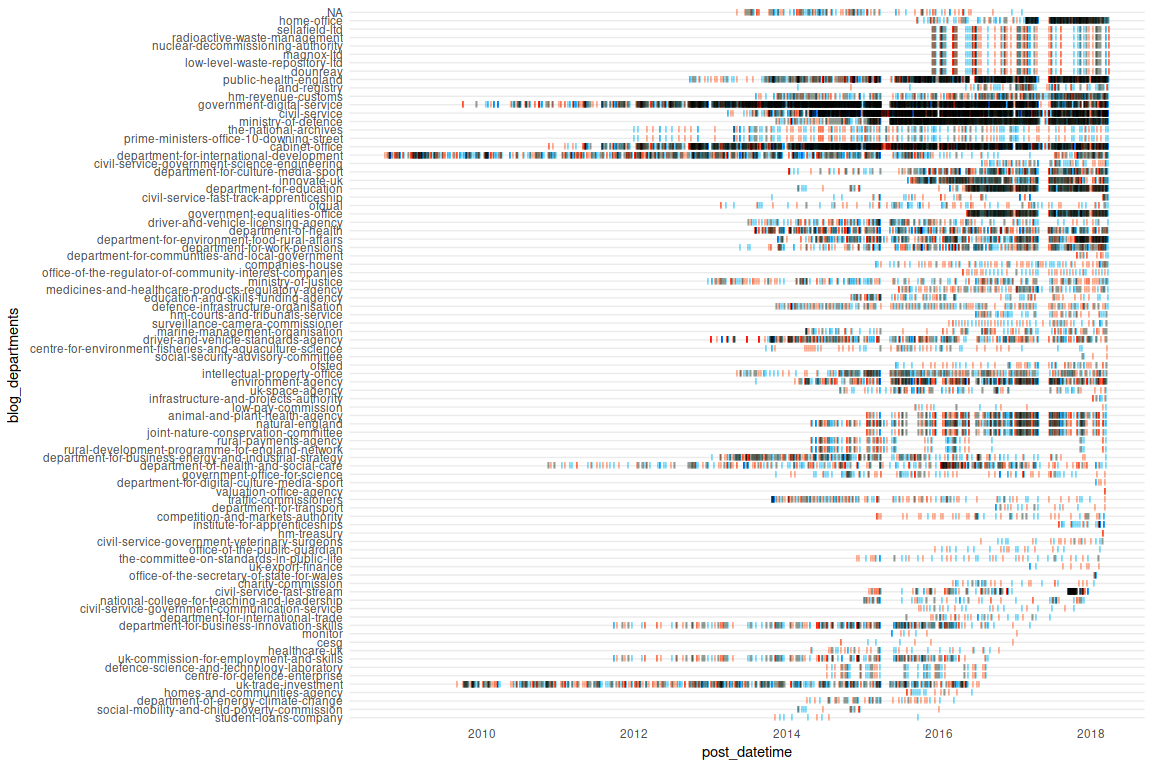 NA
home-office
sellafield-ltd
radioactive-waste-management
nuclear-decommissioning-authority
magnox-ltd
low-level-waste-repository-ltd
dounreay
public-health-england
land-registry
hm-revenue-customs
government-digital-service
civil-service
ministry-of-defence
the-national-archives
prime-ministers-office-10-downing-street
cabinet-office
department-for-international-development
civil-service-government-science-engineering
department-for-culture-media-sport
innovate-uk
department-for-education
civil-service-fast-track-apprenticeship
ofqual
government-equalities-office
driver-and-vehicle-licensing-agency
department-of-health
department-for-environment-food-rural-affairs
department-for-work-pensions
department-for-communities-and-local-government
companies-house
office-of-the-regulator-of-community-interest-companies
ministry-of-justice
medicines-and-healthcare-products-regulatory-agency
education-and-skills-funding-agency
defence-infrastructure-organisation
hm-courts-and-tribunals-service
surveillance-camera-commissioner
marine-management-organisation
driver-and-vehicle-standards-agency
centre-for-environment-fisheries-and-aquaculture-science
social-security-advisory-committee
ofsted
intellectual-property-office
environment-agency
uk-space-agency
infrastructure-and-projects-authority
low-pay-commission
animal-and-plant-health-agency
natural-england
joint-nature-conservation-committee
rural-payments-agency
rural-development-programme-for-england-network
department-for-business-energy-and-industrial-strategy
department-of-health-and-social-care
government-office-for-science
department-for-digital-culture-media-sport
valuation-office-agency
traffic-commissioners
department-for-transport
competition-and-markets-authority
institute-for-apprenticeships
hm-treasury
civil-service-government-veterinary-surgeons
office-of-the-public-guardian
the-committee-on-standards-in-public-life
uk-export-finance
office-of-the-secretary-of-state-for-wales
charity-commission
civil-service-fast-stream
national-college-for-teaching-and-leadership
civil-service-government-communication-service
department-for-international-trade
department-for-business-innovation-skills
monitor
cesg
healthcare-uk
uk-commission-for-employment-and-skills
defence-science-and-technology-laboratory
centre-for-defence-enterprise
uk-trade-investment
homes-and-communities-agency
department-of-energy-climate-change
social-mobility-and-child-poverty-commission
student-loans-company
blog_departments
2010 2012 2014 2016 2018
post_datetime